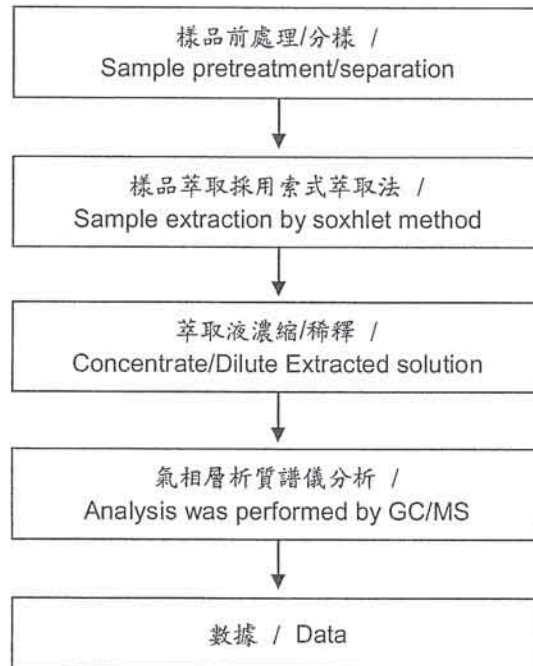 樣品前處理/分樣 /
Sample pretreatment/separation
樣品萃取採用索式萃取法 /
Sample extraction by soxhlet method
萃取液濃縮/稀釋 /
Concentrate/Dilute Extracted solution
氣相層析質譜儀分析 /
Analysis was performed by GC/MS
數據 / Data